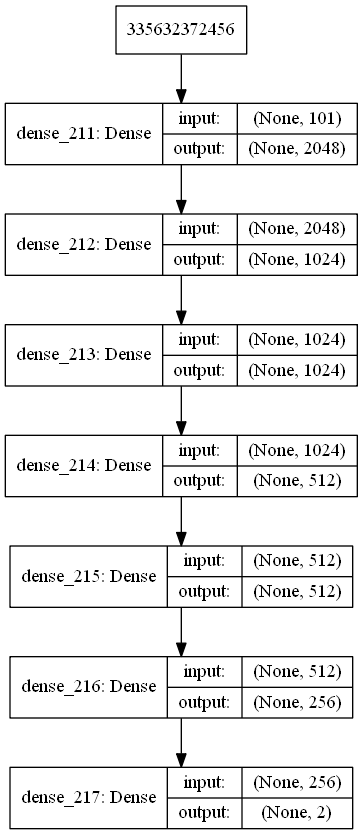 335632372456
dense_211: Dense
input:
(None, 101)
output:
(None, 2048)
dense_212: Dense
input:
(None, 2048)
output:
(None, 1024)
dense_213: Dense
input:
(None, 1024)
output:
(None, 1024)
dense_214: Dense
input:
(None, 1024)
output:
(None, 512)
dense_215: Dense
input:
(None, 512)
output:
(None, 512)
dense_216: Dense
input:
(None, 512)
output:
(None, 256)
dense_217: Dense
input:
(None, 256)
output:
(None, 2)